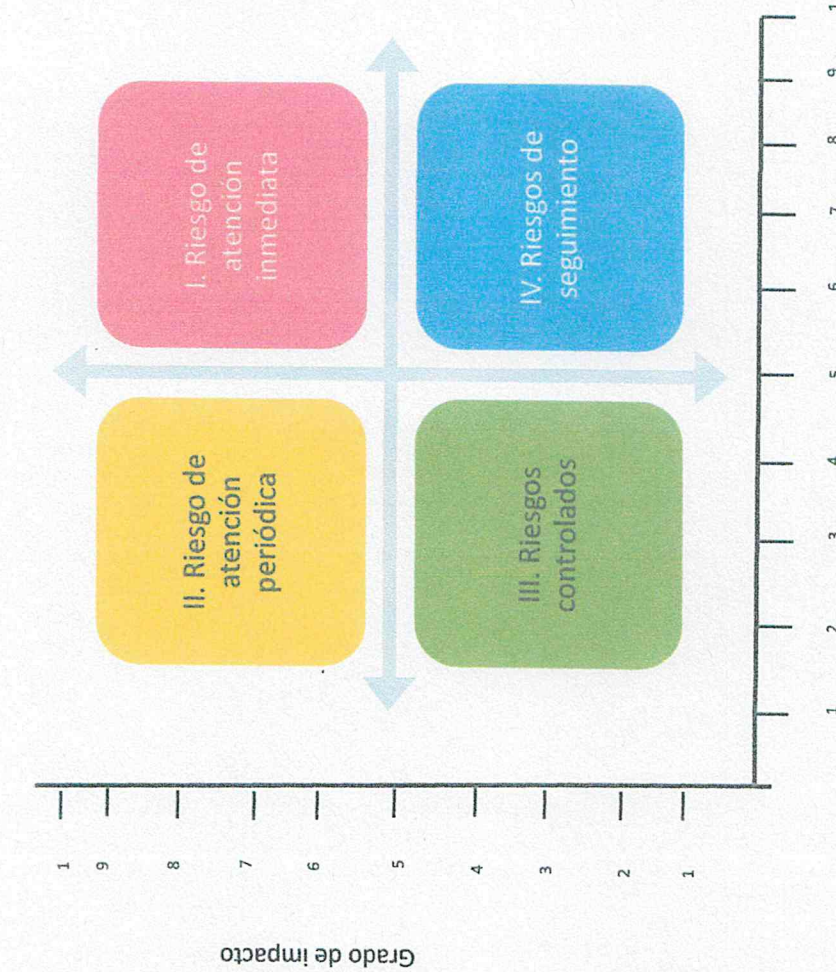 II. Riesgo de
atención
periódica
I. Riesgo de
atención
inmediata
III. Riesgos
controlados
IV. Riesgos de
seguimiento
Grado de impacto
1
9
8
7
6
5
4
3
2
1
1
2
3
4
5
6
7
8
9
1